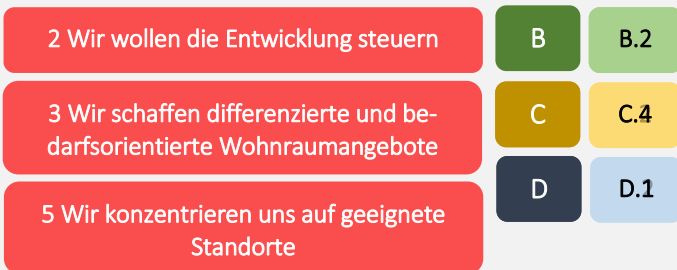 2 Wir wollen die Entwicklung steuern
B
B.2
3 Wir schaffen differenzierte und be-
darfsorientierte Wohnraumangebote
C
C.4
5 Wir konzentrieren uns auf geeignete
Standorte
D
D.1